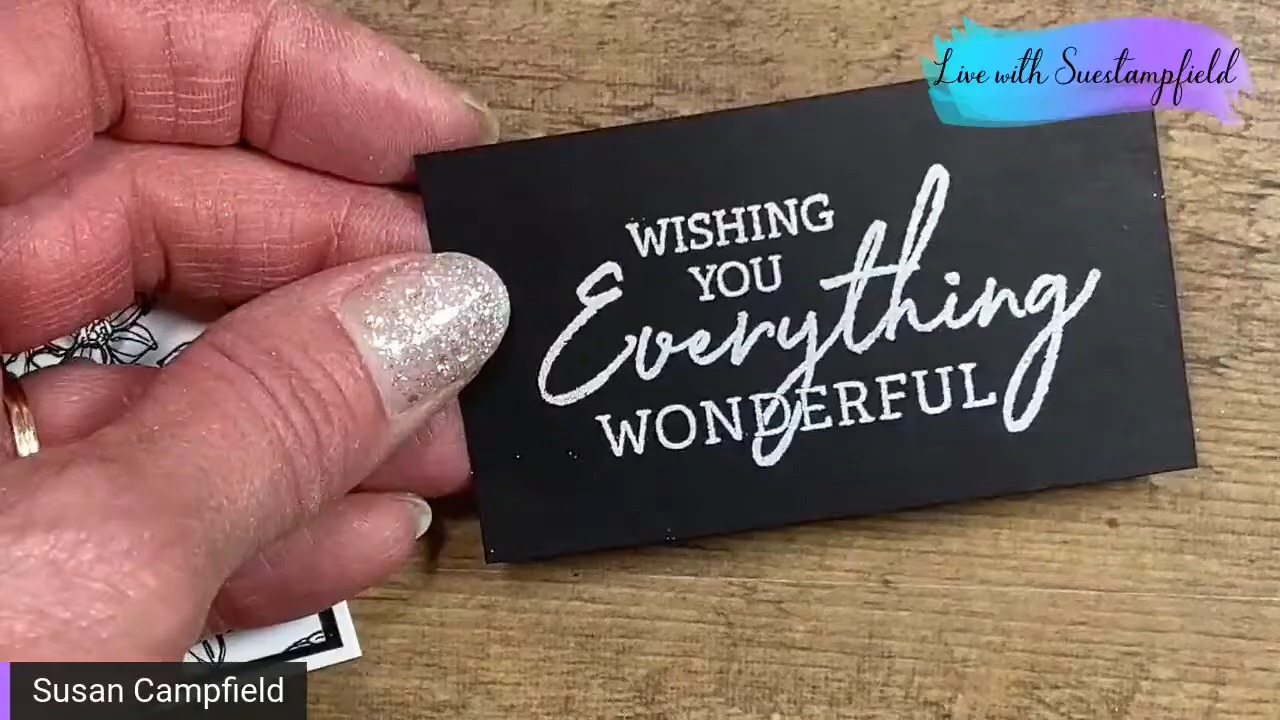 Live with Suestampfield
WISHING
YOU
Everything
WONDERFUL
Susan Campfield